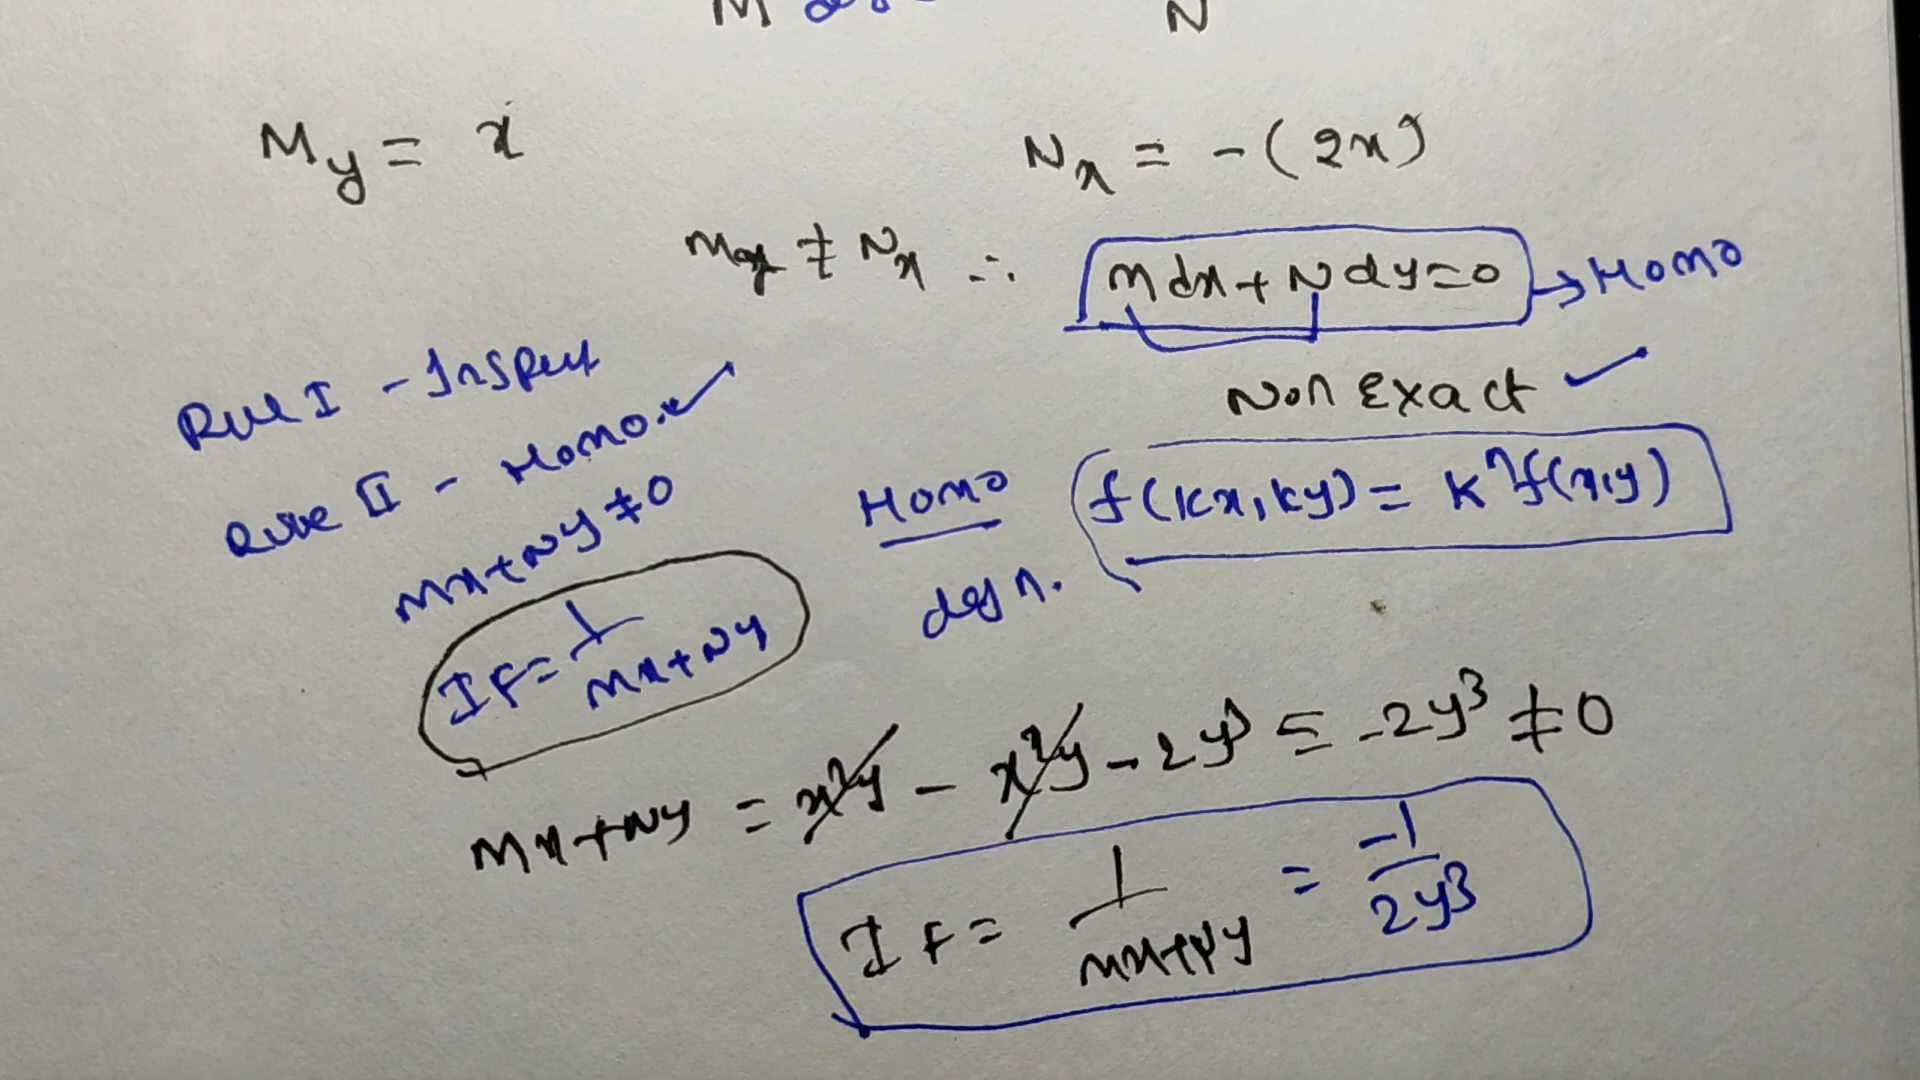 M N
My = x Nx = -(2x)
My ≠ Nx ∴ Mdx + Ndy = 0 → Homo
Non Exact ✓
Rule I - Inspect
Rule II - Homo. ✓
Mx+Ny ≠ 0
IF = 1/(Mx+Ny)
Homo f(kx, ky) = k^n f(x,y)
deg n.
Mx+Ny = x²y - x²y - 2y³ = -2y³ ≠ 0
IF = 1/(Mx+Ny) = -1/(2y³)